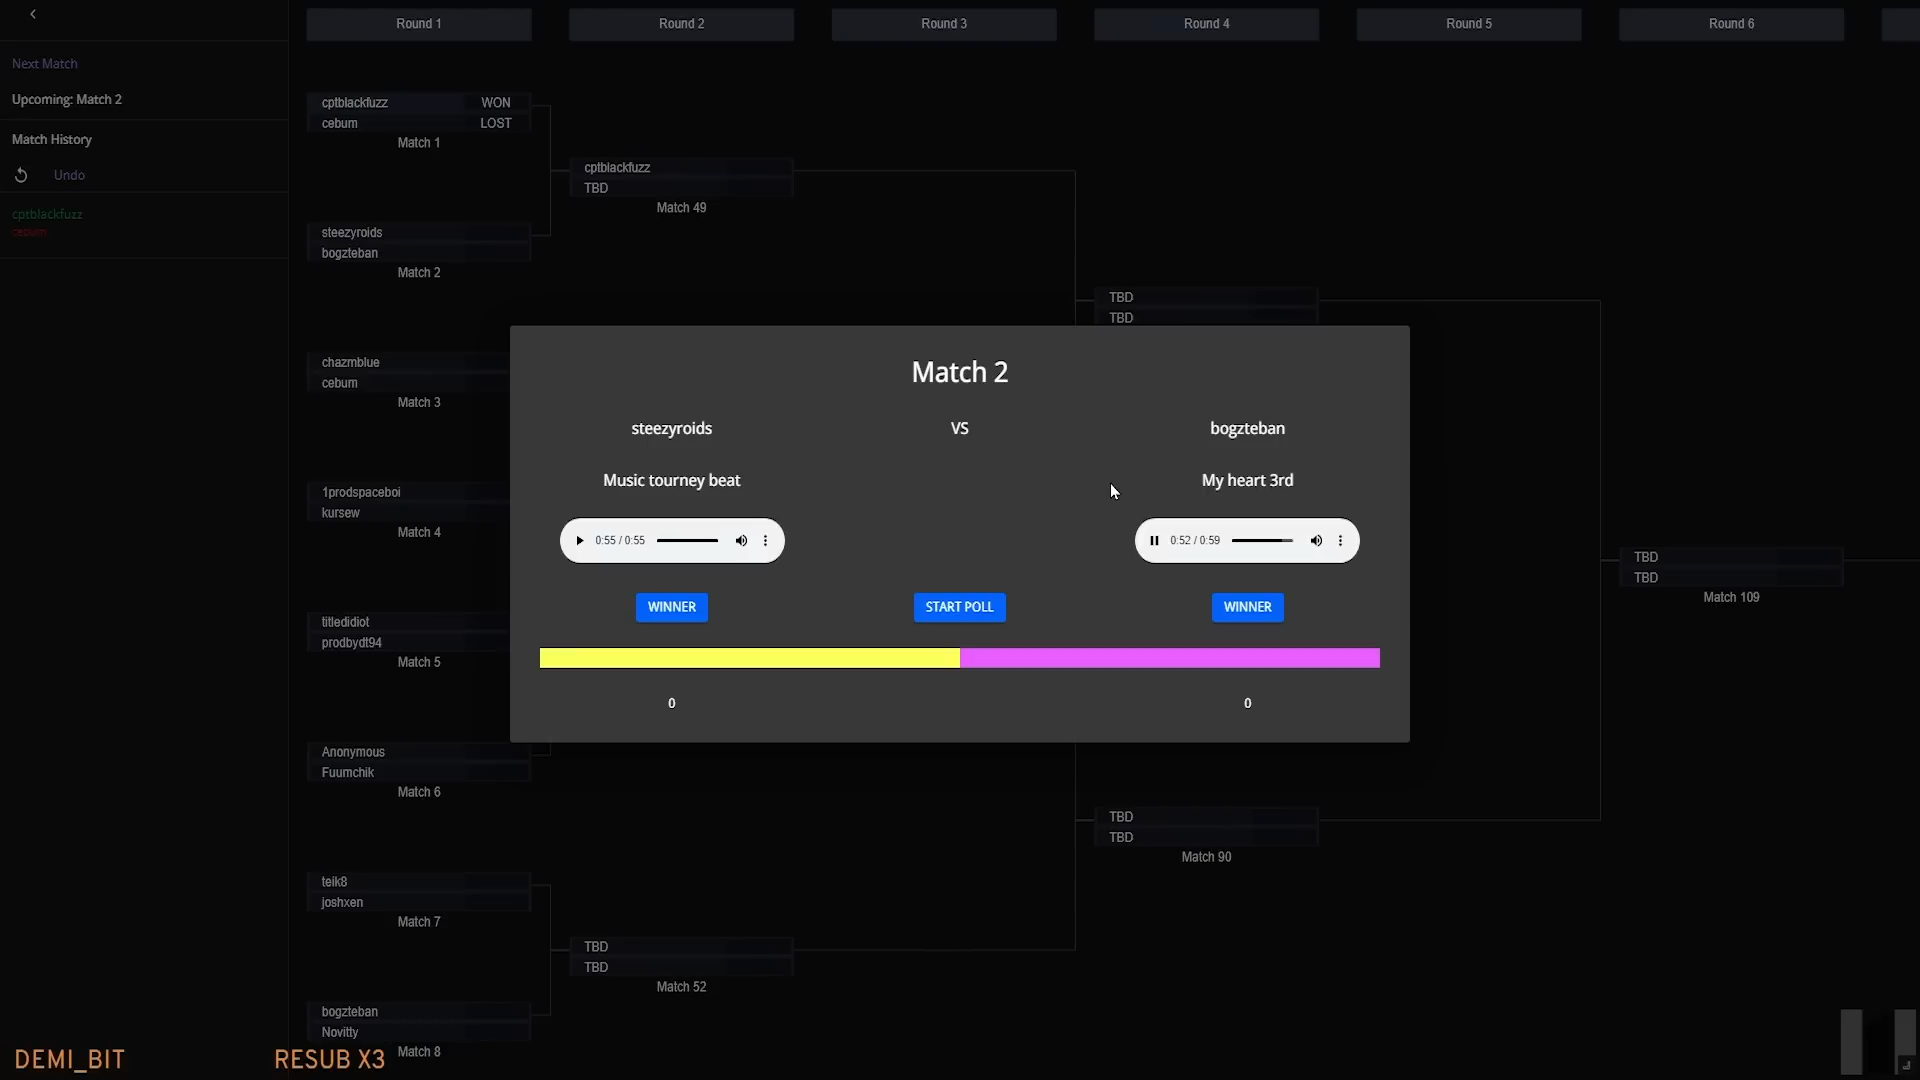 Round 1
Round 2
Round 3
Round 4
Round 5
Round 6
Next Match
Upcoming: Match 2
Match History
Undo
cptblackfuzz
cebum
cptblackfuzz WON
cebum LOST
Match 1
steezyroids
bogzteban
Match 2
chazmblue
cebum
Match 3
1prodspaceboi
kursew
Match 4
titledidiot
prodbydt94
Match 5
Anonymous
Fuumchik
Match 6
teik8
joshxen
Match 7
bogzteban
Novitty
Match 8
cptblackfuzz
TBD
Match 49
TBD
TBD
Match 52
TBD
TBD
TBD
TBD
Match 90
TBD
TBD
Match 109
Match 2
steezyroids VS bogzteban
Music tourney beat My heart 3rd
0:55 / 0:55 0:52 / 0:59
WINNER START POLL WINNER
0 0
DEMI_BIT RESUB X3